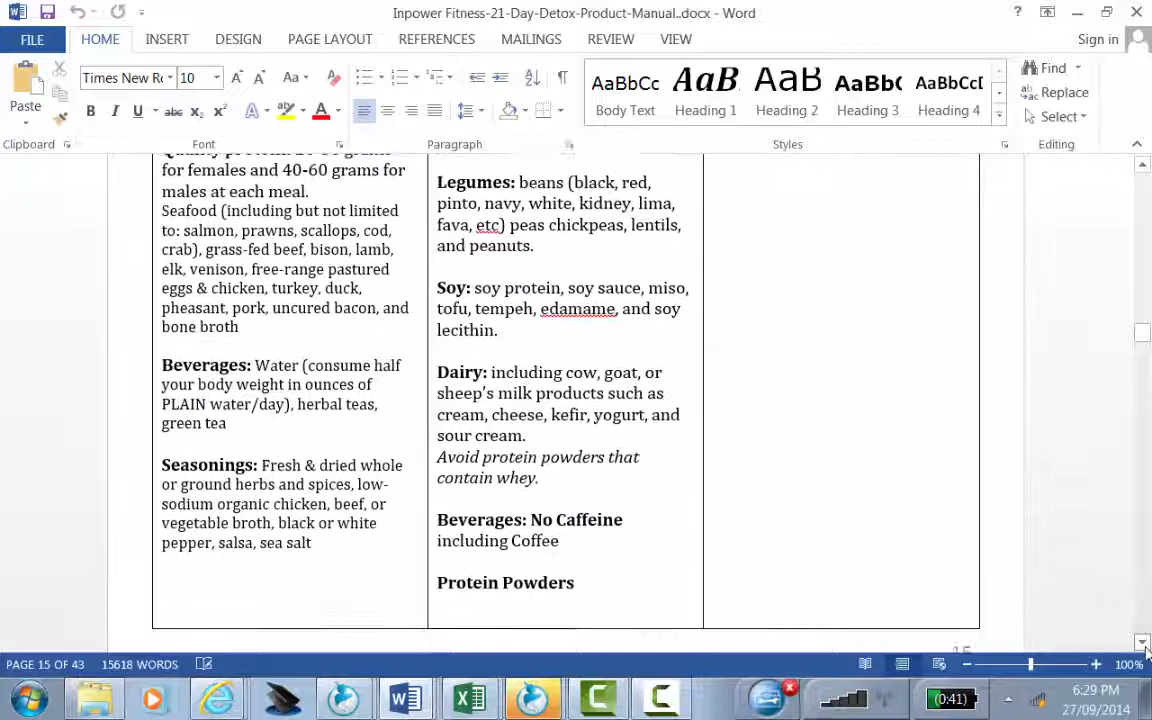 Inpower Fitness-21-Day-Detox-Product-Manual..docx - Word
FILE
HOME
INSERT
DESIGN
PAGE LAYOUT
REFERENCES
MAILINGS
REVIEW
VIEW
Sign in
Paste
Times New Ro
10
Clipboard
Font
Paragraph
AaBbCc
AaB
AaB
AaBbC
AaBbCcD
Body Text
Heading 1
Heading 2
Heading 3
Heading 4
Styles
Find
Replace
Select
Editing
for females and 40-60 grams for
males at each meal.
Seafood (including but not limited
to: salmon, prawns, scallops, cod,
crab), grass-fed beef, bison, lamb,
elk, venison, free-range pastured
eggs & chicken, turkey, duck,
pheasant, pork, uncured bacon, and
bone broth
Beverages: Water (consume half
your body weight in ounces of
PLAIN water/day), herbal teas,
green tea
Seasonings: Fresh & dried whole
or ground herbs and spices, low-
sodium organic chicken, beef, or
vegetable broth, black or white
pepper, salsa, sea salt
Legumes: beans (black, red,
pinto, navy, white, kidney, lima,
fava, etc) peas chickpeas, lentils,
and peanuts.
Soy: soy protein, soy sauce, miso,
tofu, tempeh, edamame, and soy
lecithin.
Dairy: including cow, goat, or
sheep's milk products such as
cream, cheese, kefir, yogurt, and
sour cream.
Avoid protein powders that
contain whey.
Beverages: No Caffeine
including Coffee
Protein Powders
PAGE 15 OF 43
15618 WORDS
100%
(0:41)
6:29 PM
27/09/2014